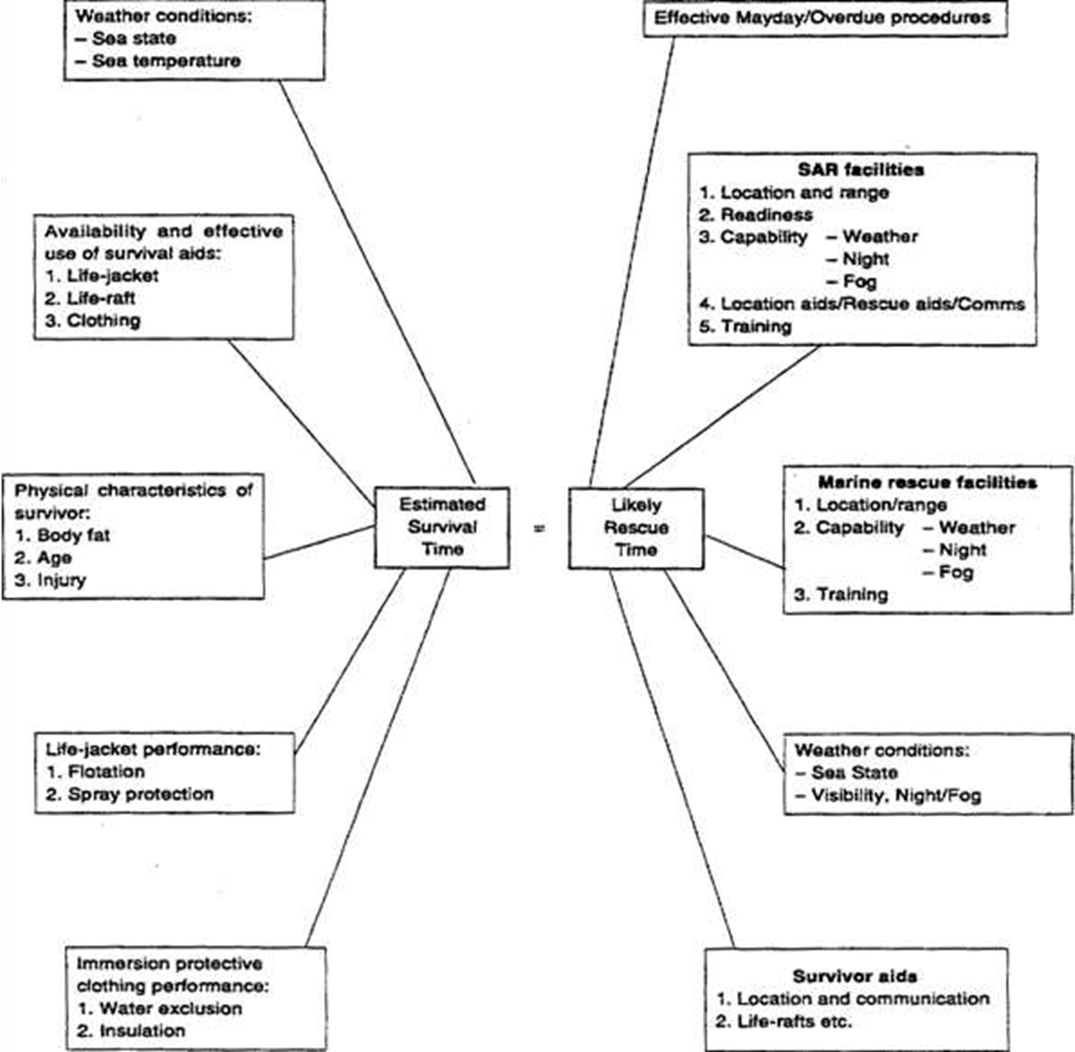 Weather conditions:
– Sea state
– Sea temperature
Effective Mayday/Overdue procedures
SAR facilities
1. Location and range
2. Readiness
3. Capability – Weather
– Night
– Fog
4. Location aids/Rescue aids/Comms
5. Training
Availability and effective
use of survival aids:
1. Life-jacket
2. Life-raft
3. Clothing
Physical characteristics of
survivor:
1. Body fat
2. Age
3. Injury
Estimated
Survival
Time
=
Likely
Rescue
Time
Marine rescue facilities
1. Location/range
2. Capability – Weather
– Night
– Fog
3. Training
Life-jacket performance:
1. Flotation
2. Spray protection
Weather conditions:
– Sea State
– Visibility, Night/Fog
Immersion protective
clothing performance:
1. Water exclusion
2. Insulation
Survivor aids
1. Location and communication
2. Life-rafts etc.